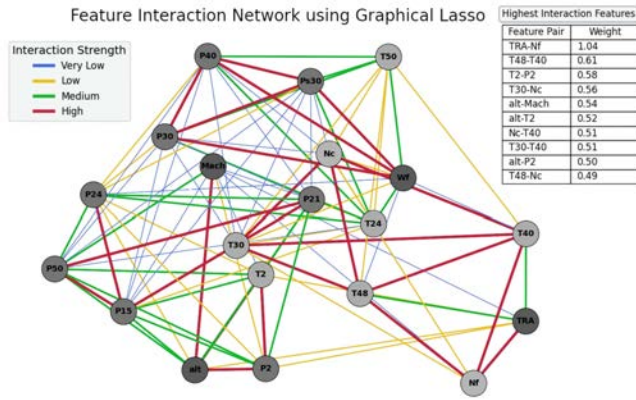 Feature Interaction Network using Graphical Lasso
Highest Interaction Features
Feature Pair Weight
TRA-Nf 1.04
T48-T40 0.61
T2-P2 0.58
T30-Nc 0.56
alt-Mach 0.54
alt-T2 0.52
Nc-T40 0.51
T30-T40 0.51
alt-P2 0.50
T48-Nc 0.49
Interaction Strength
Very Low
Low
Medium
High
P40
T50
Ps30
P30
Nc
Mach
Wf
P24
P21
T24
T40
T30
P50
T2
T48
P15
TRA
alt
P2
Nf